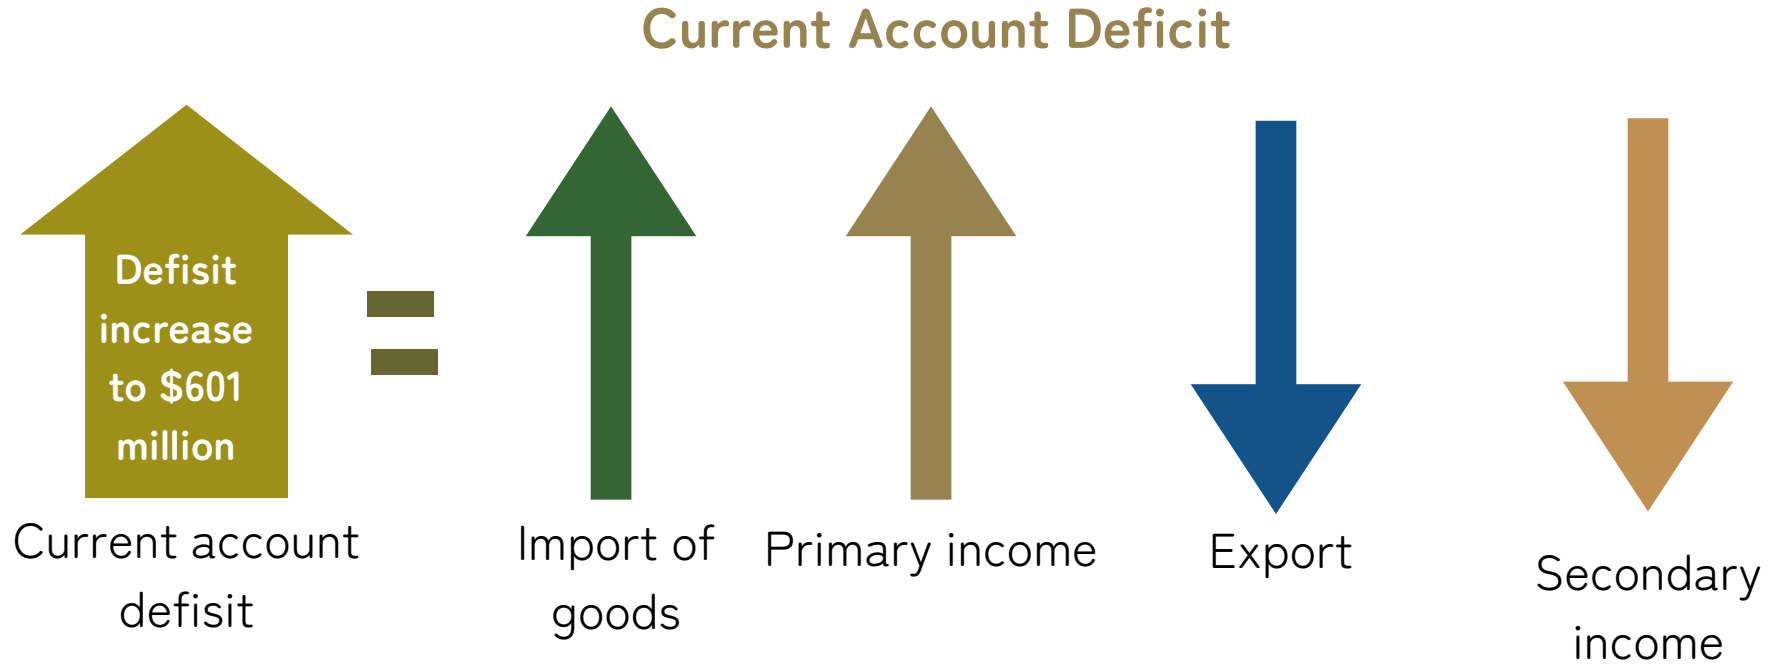 Current Account Deficit
Defisit
increase
to $601
million
Current account
defisit
Import of
goods
Primary income
Export
Secondary
income